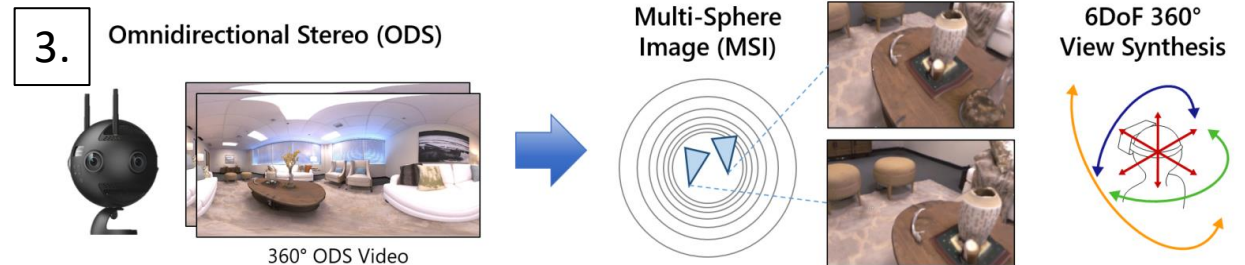 3.
Omnidirectional Stereo (ODS)
360° ODS Video
Multi-Sphere
Image (MSI)
6DoF 360°
View Synthesis